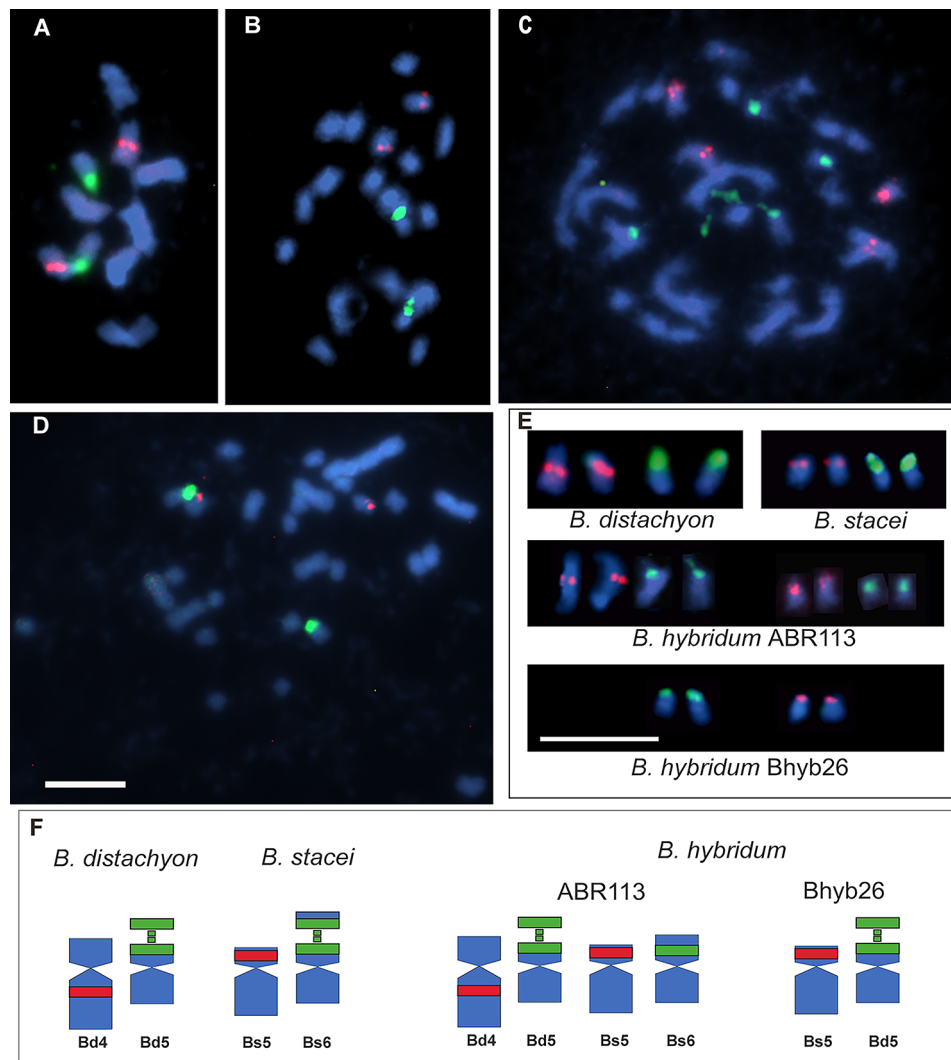 A
B
C
D
E
B. distachyon
B. stacei
B. hybridum ABR113
B. hybridum Bhyb26
F
B. distachyon
B. stacei
B. hybridum
ABR113
Bhyb26
Bd4 Bd5 Bs5 Bs6 Bd4 Bd5 Bs5 Bs6 Bs5 Bd5